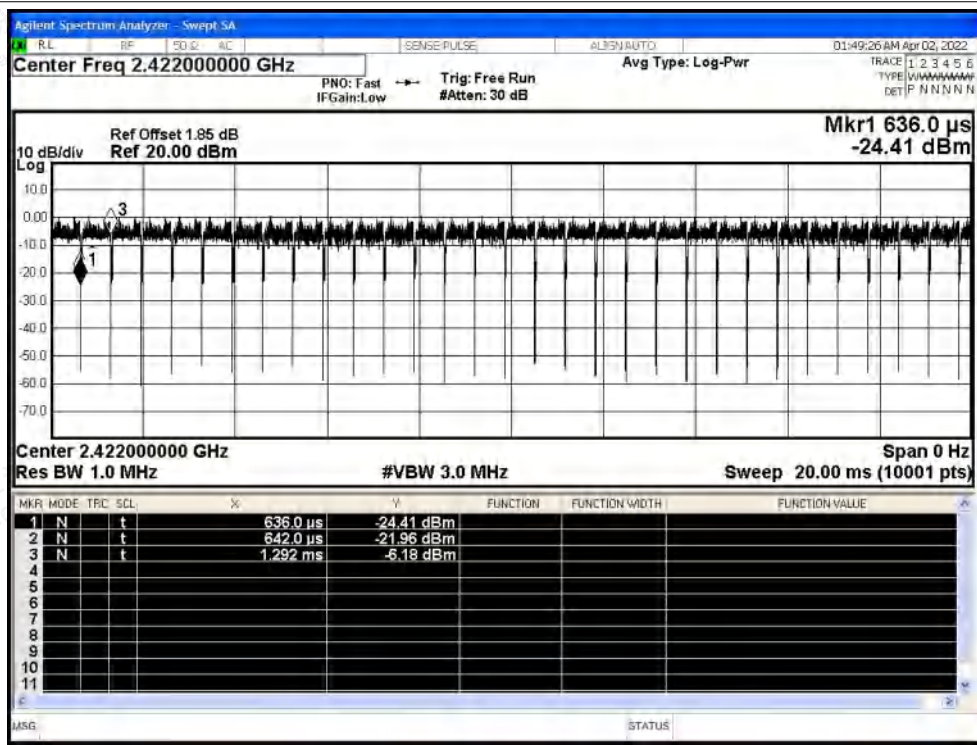 Agilent Spectrum Analyzer - Swept SA
RL RF 50 Ω AC SENSE:PULSE ALIGN AUTO 01:49:26 AM Apr 02, 2022
Center Freq 2.422000000 GHz
PNO: Fast
IFGain:Low
Trig: Free Run
#Atten: 30 dB
Avg Type: Log-Pwr
TRACE 1 2 3 4 5 6
TYPE
DET P N N N N N
Ref Offset 1.85 dB
10 dB/div Ref 20.00 dBm
Log
Mkr1 636.0 µs
-24.41 dBm
10.0
0.00
-10.0
-20.0
-30.0
-40.0
-50.0
-60.0
-70.0
3
1
Center 2.422000000 GHz Span 0 Hz
Res BW 1.0 MHz #VBW 3.0 MHz Sweep 20.00 ms (10001 pts)
MKR MODE TRC SCL X Y FUNCTION FUNCTION WIDTH FUNCTION VALUE
1 N t 636.0 µs -24.41 dBm
2 N t 642.0 µs -21.96 dBm
3 N t 1.292 ms -6.18 dBm
4
5
6
7
8
9
10
11
MSG STATUS